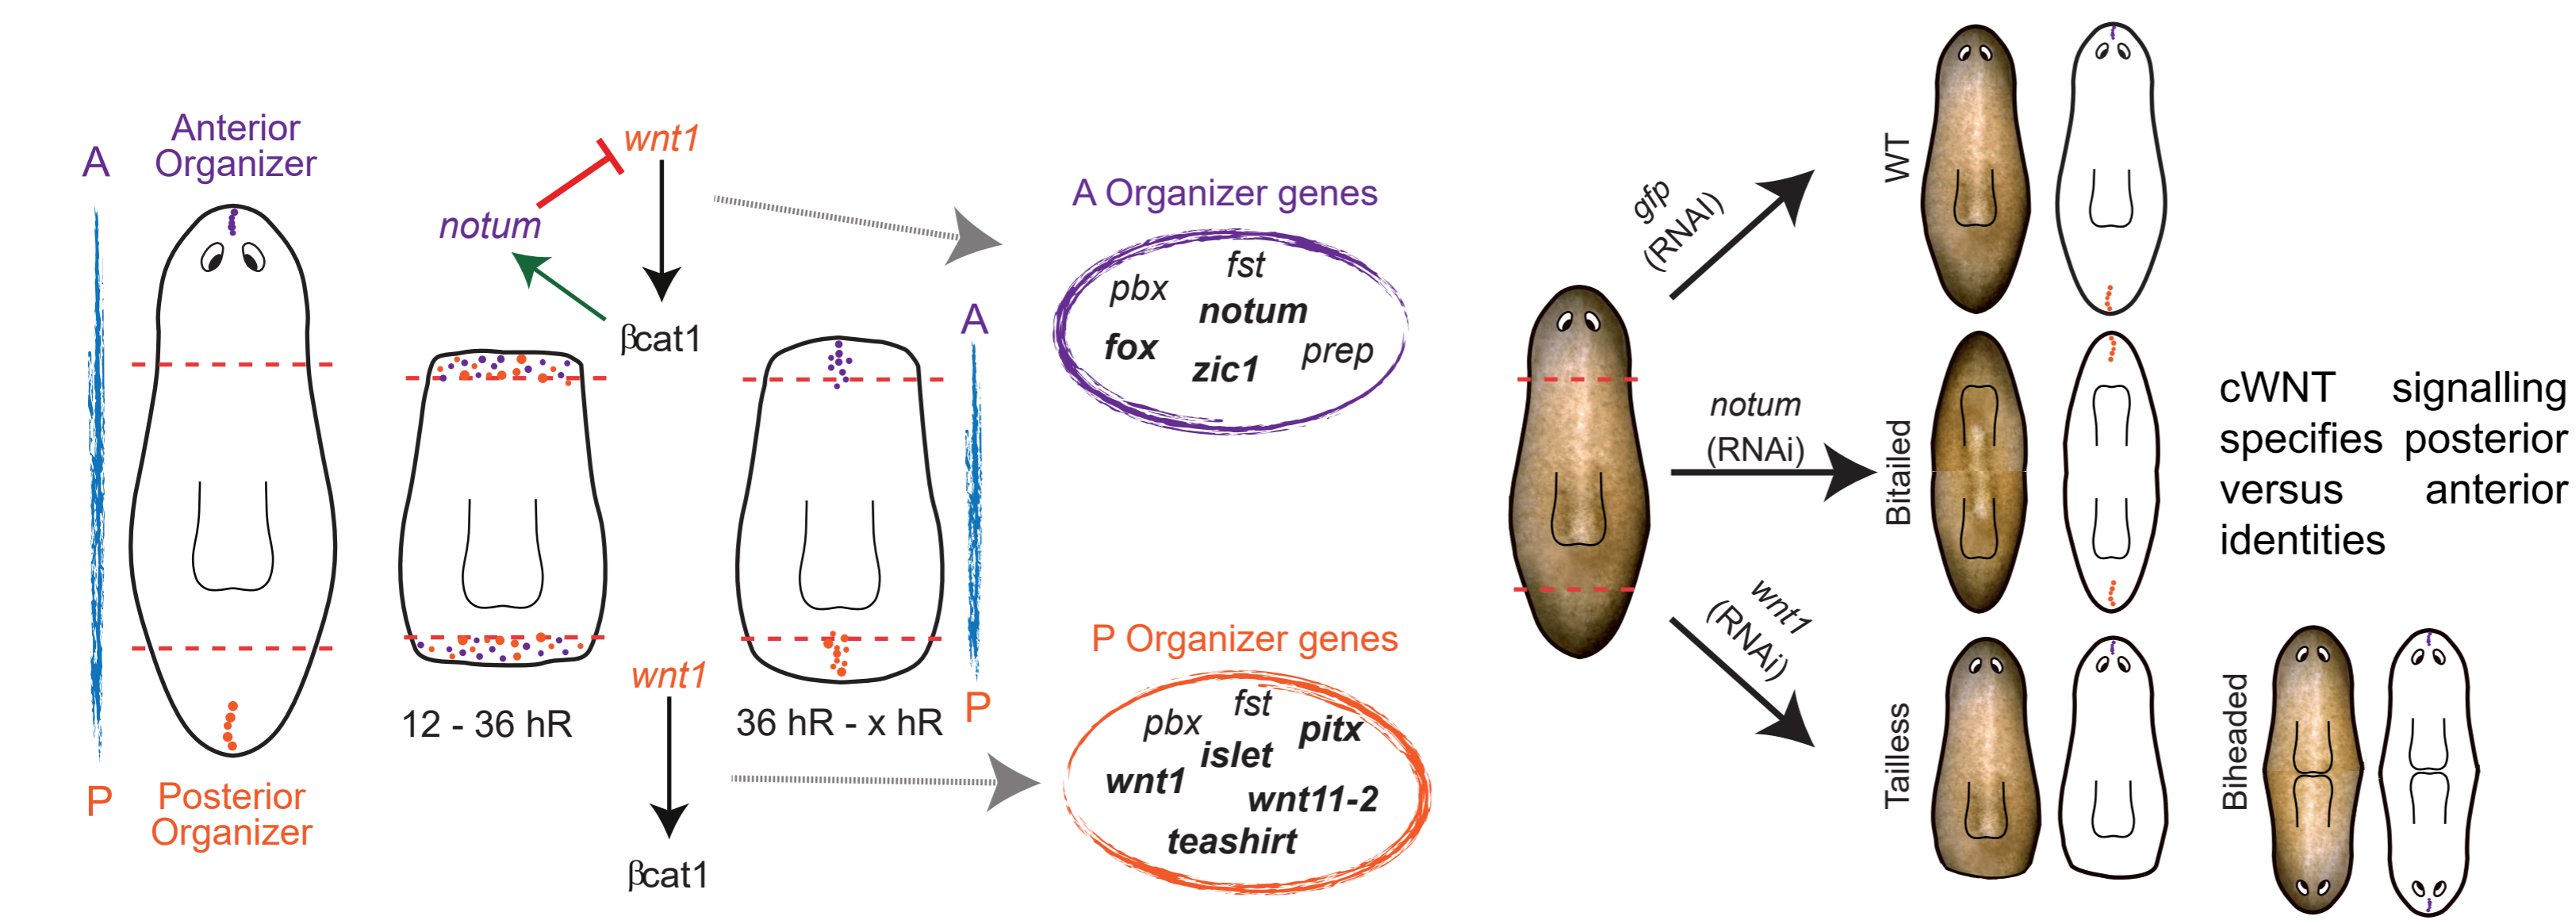 A
Anterior
Organizer
P
Posterior
Organizer
wnt1
notum
βcat1
12 - 36 hR
wnt1
βcat1
36 hR - x hR
A
P
A Organizer genes
fst
pbx
notum
fox
prep
zic1
P Organizer genes
fst
pbx
pitx
islet
wnt1
wnt11-2
teashirt
gfp
(RNAI)
notum
(RNAi)
wnt1
(RNAi)
WT
Bitailed
Tailless
Biheaded
cWNT signalling
specifies posterior
versus anterior
identities